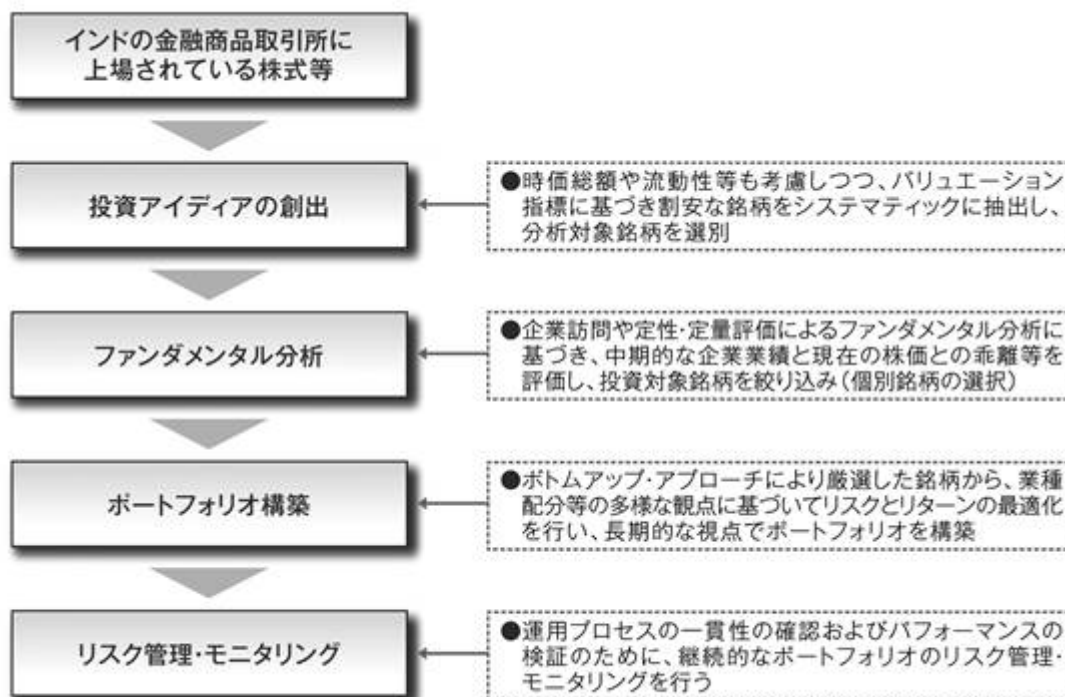 インドの金融商品取引所に
上場されている株式等
投資アイディアの創出
●時価総額や流動性等も考慮しつつ、バリュエーション
指標に基づき割安な銘柄をシステマティックに抽出し、
分析対象銘柄を選別
ファンダメンタル分析
●企業訪問や定性･定量評価によるファンダメンタル分析に
基づき、中期的な企業業績と現在の株価との乖離等を
評価し、投資対象銘柄を絞り込み（個別銘柄の選択）
ポートフォリオ構築
●ボトムアップ･アプローチにより厳選した銘柄から、業種
配分等の多様な観点に基づいてリスクとリターンの最適化
を行い、長期的な視点でポートフォリオを構築
リスク管理･モニタリング
●運用プロセスの一貫性の確認およびパフォーマンスの
検証のために、継続的なポートフォリオのリスク管理･
モニタリングを行う